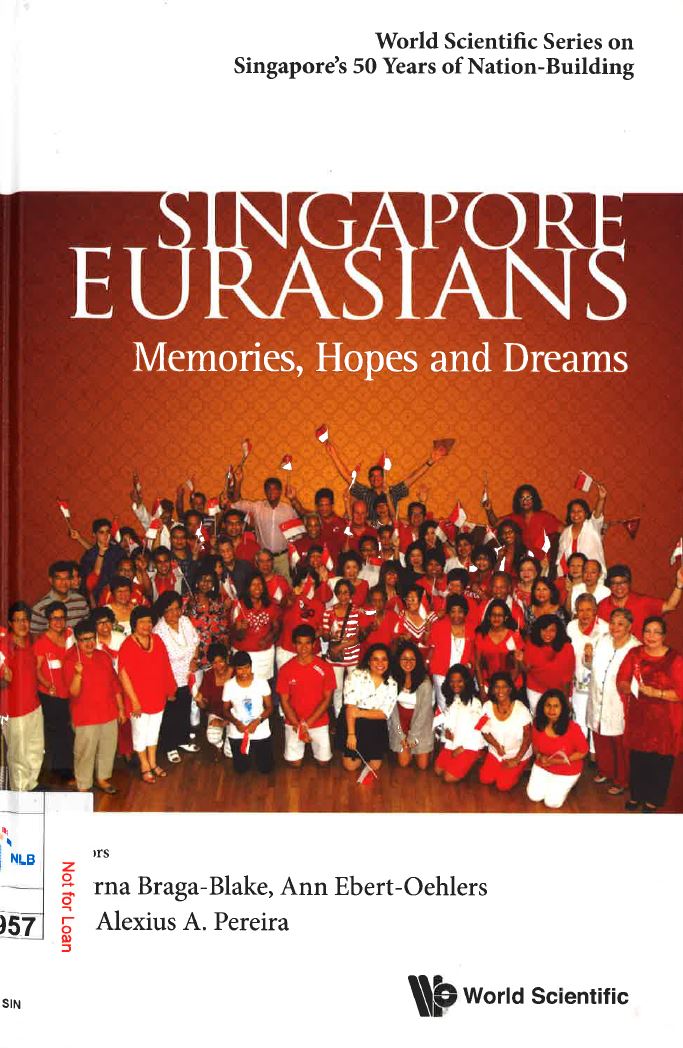 World Scientific Series on
Singapore's 50 Years of Nation-Building
SINGAPORE
EURASIANS
Memories, Hopes and Dreams
ors
rna Braga-Blake, Ann Ebert-Oehlers
Alexius A. Pereira
NLB
Not for Loan
957
SIN
World Scientific